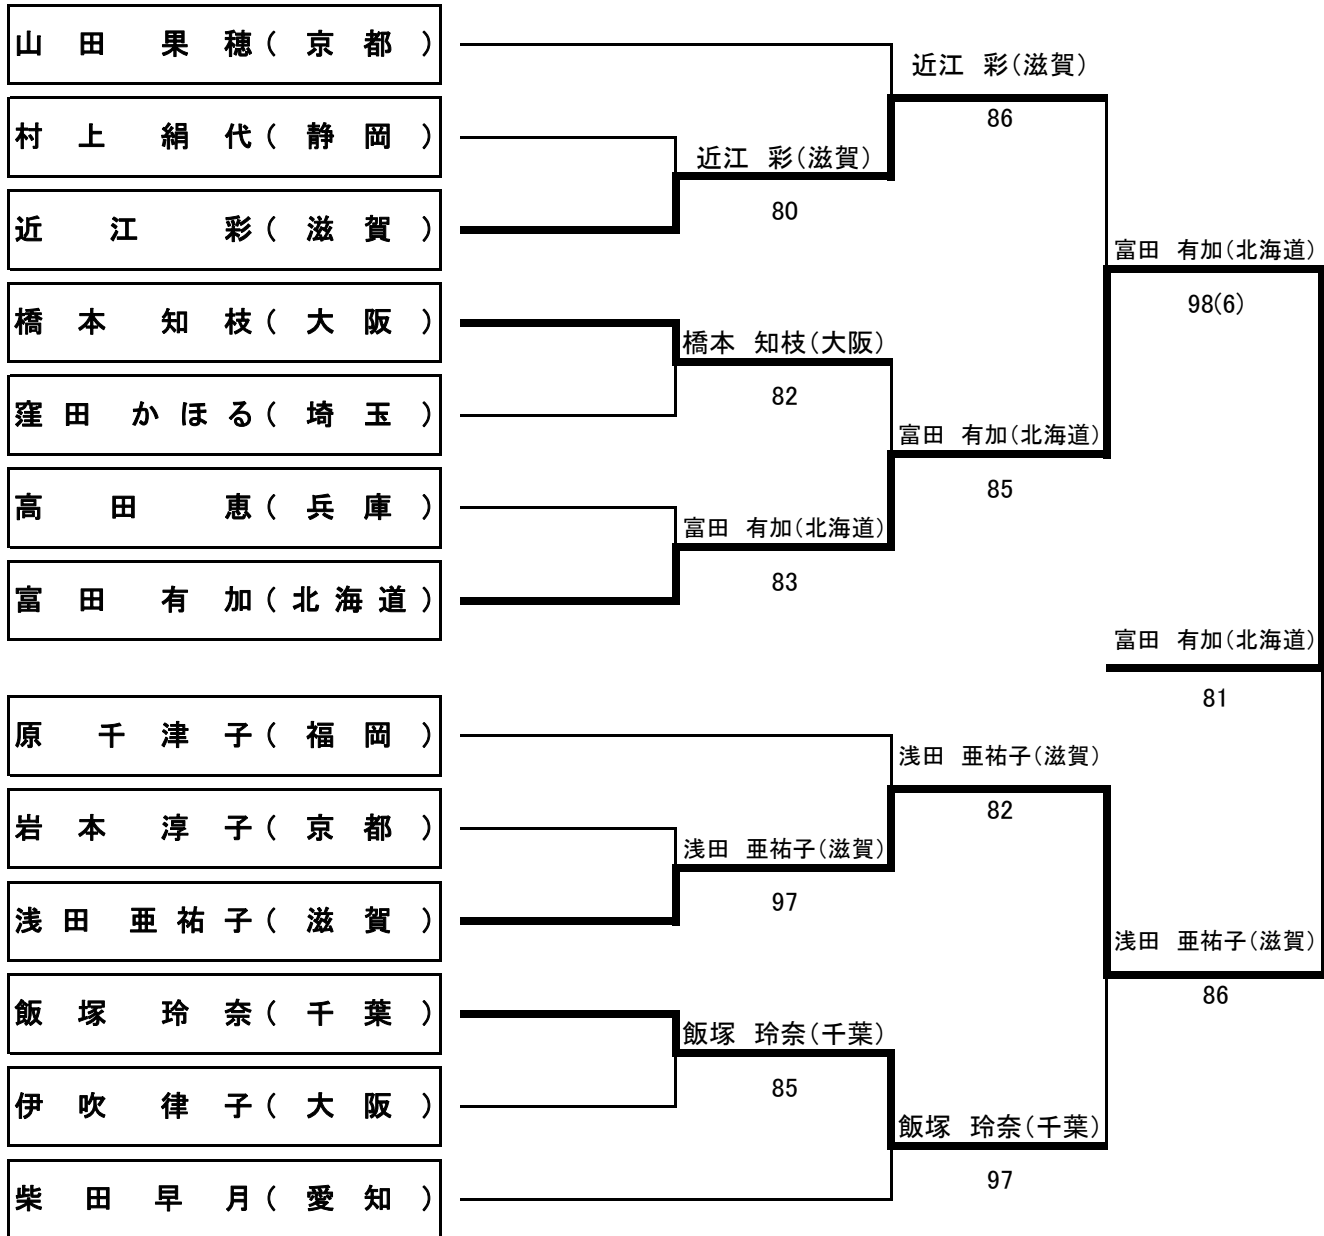 山田 果穂(京都)
近江 彩(滋賀)
86
村上 絹代(静岡)
近江 彩(滋賀)
80
近江 彩(滋賀)
富田 有加(北海道)
98(6)
橋本 知枝(大阪)
橋本 知枝(大阪)
82
窪田 かほる(埼玉)
富田 有加(北海道)
85
高田 恵(兵庫)
富田 有加(北海道)
83
富田 有加(北海道)
富田 有加(北海道)
81
原 千津子(福岡)
浅田 亜祐子(滋賀)
82
岩本 淳子(京都)
浅田 亜祐子(滋賀)
97
浅田 亜祐子(滋賀)
浅田 亜祐子(滋賀)
86
飯塚 玲奈(千葉)
飯塚 玲奈(千葉)
85
伊吹 律子(大阪)
飯塚 玲奈(千葉)
97
柴田 早月(愛知)